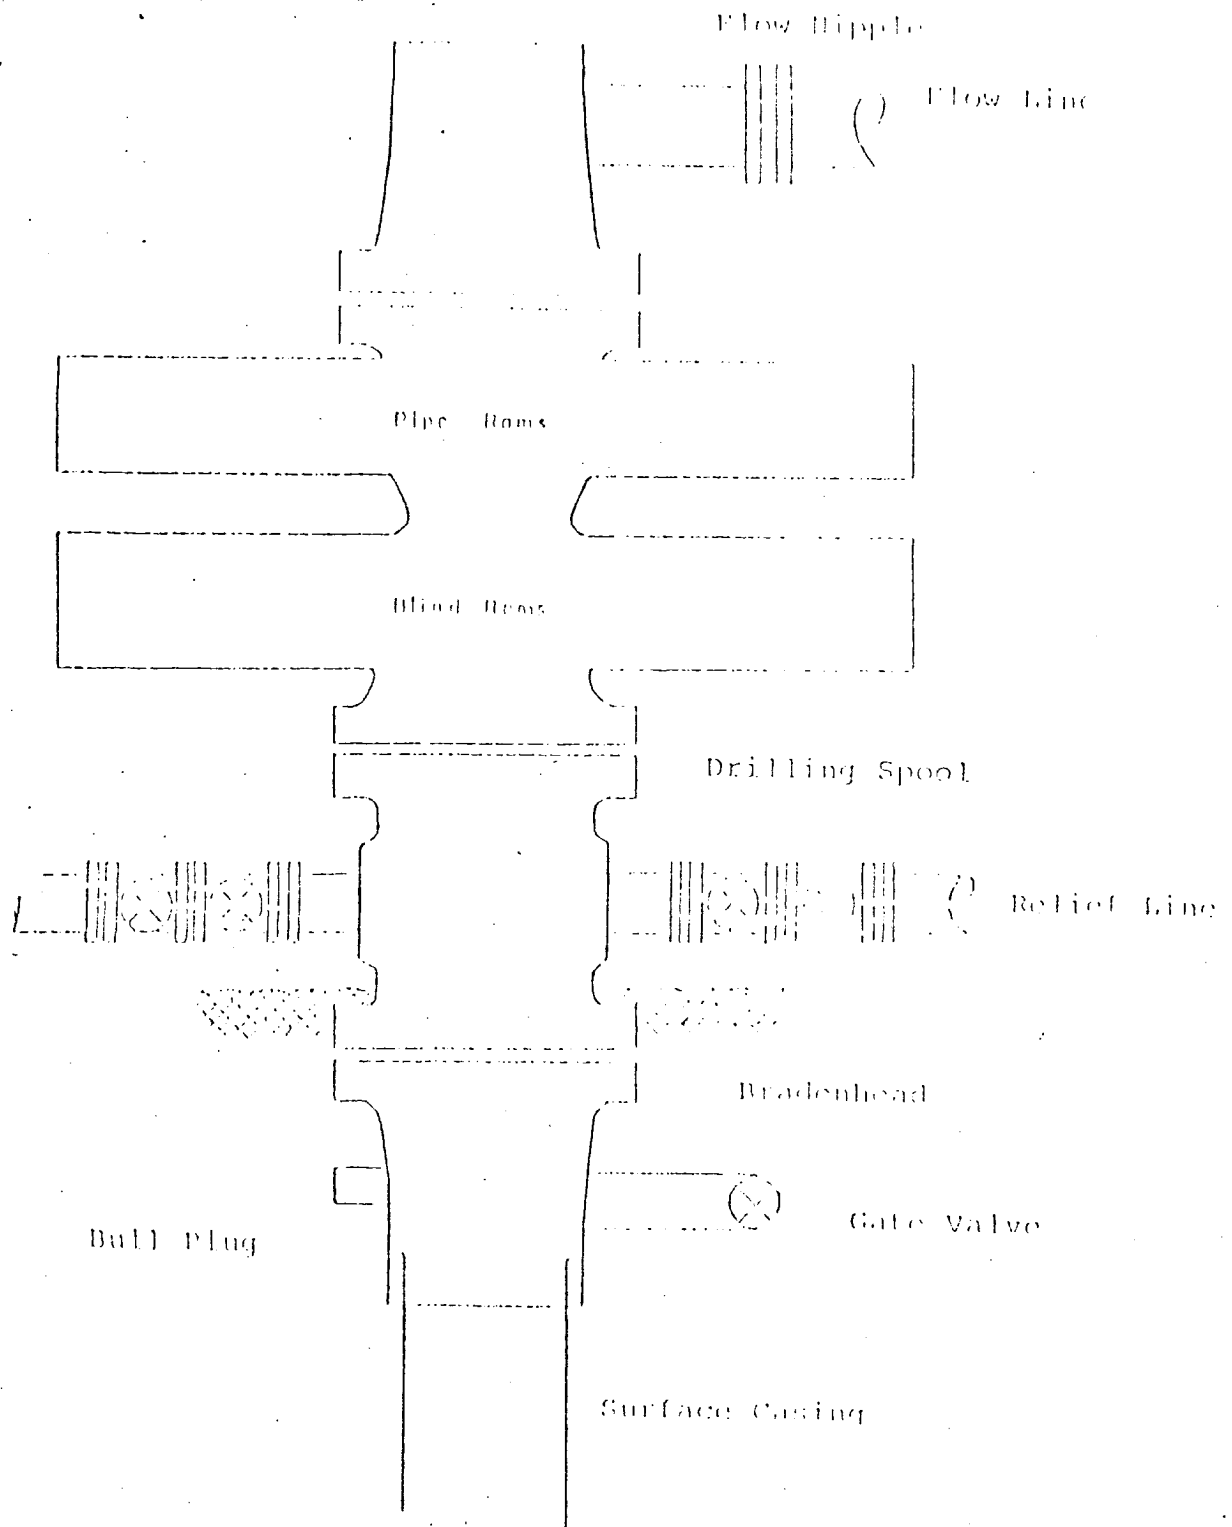 Flow Nipple
Flow Line
Pipe Rams
Blind Rams
Drilling Spool
Relief Line
Bradenhead
Gate Valve
Bull Plug
Surface Casing